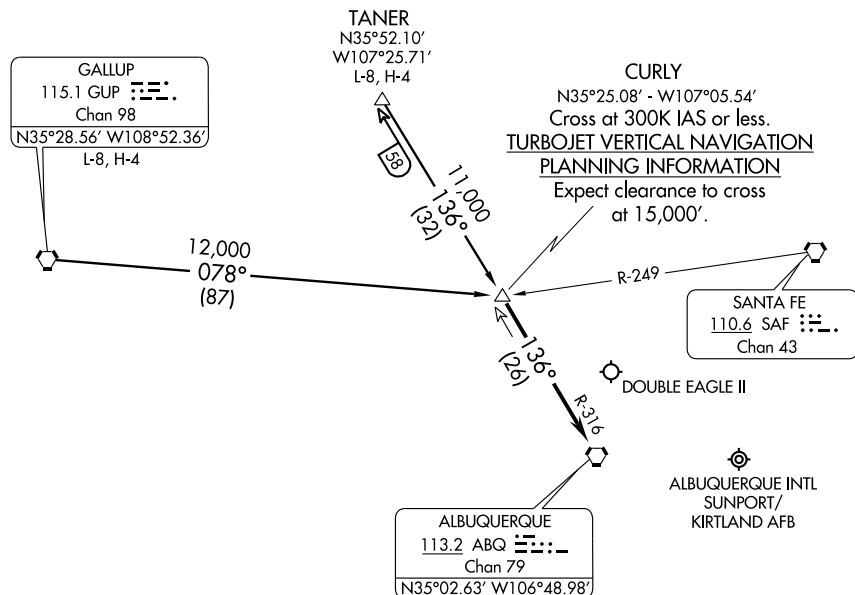 TANER
N35°52.10'
W107°25.71'
L-8, H-4
GALLUP
115.1 GUP
Chan 98
N35°28.56' W108°52.36'
L-8, H-4
CURLY
N35°25.08' - W107°05.54'
Cross at 300K IAS or less.
TURBOJET VERTICAL NAVIGATION
PLANNING INFORMATION
Expect clearance to cross
at 15,000'.
58
11,000
136°
(32)
12,000
078°
(87)
R-249
SANTA FE
110.6 SAF
Chan 43
136°
(26)
R-316
DOUBLE EAGLE II
ALBUQUERQUE INTL
SUNPORT/
KIRTLAND AFB
ALBUQUERQUE
113.2 ABQ
Chan 79
N35°02.63' W106°48.98'